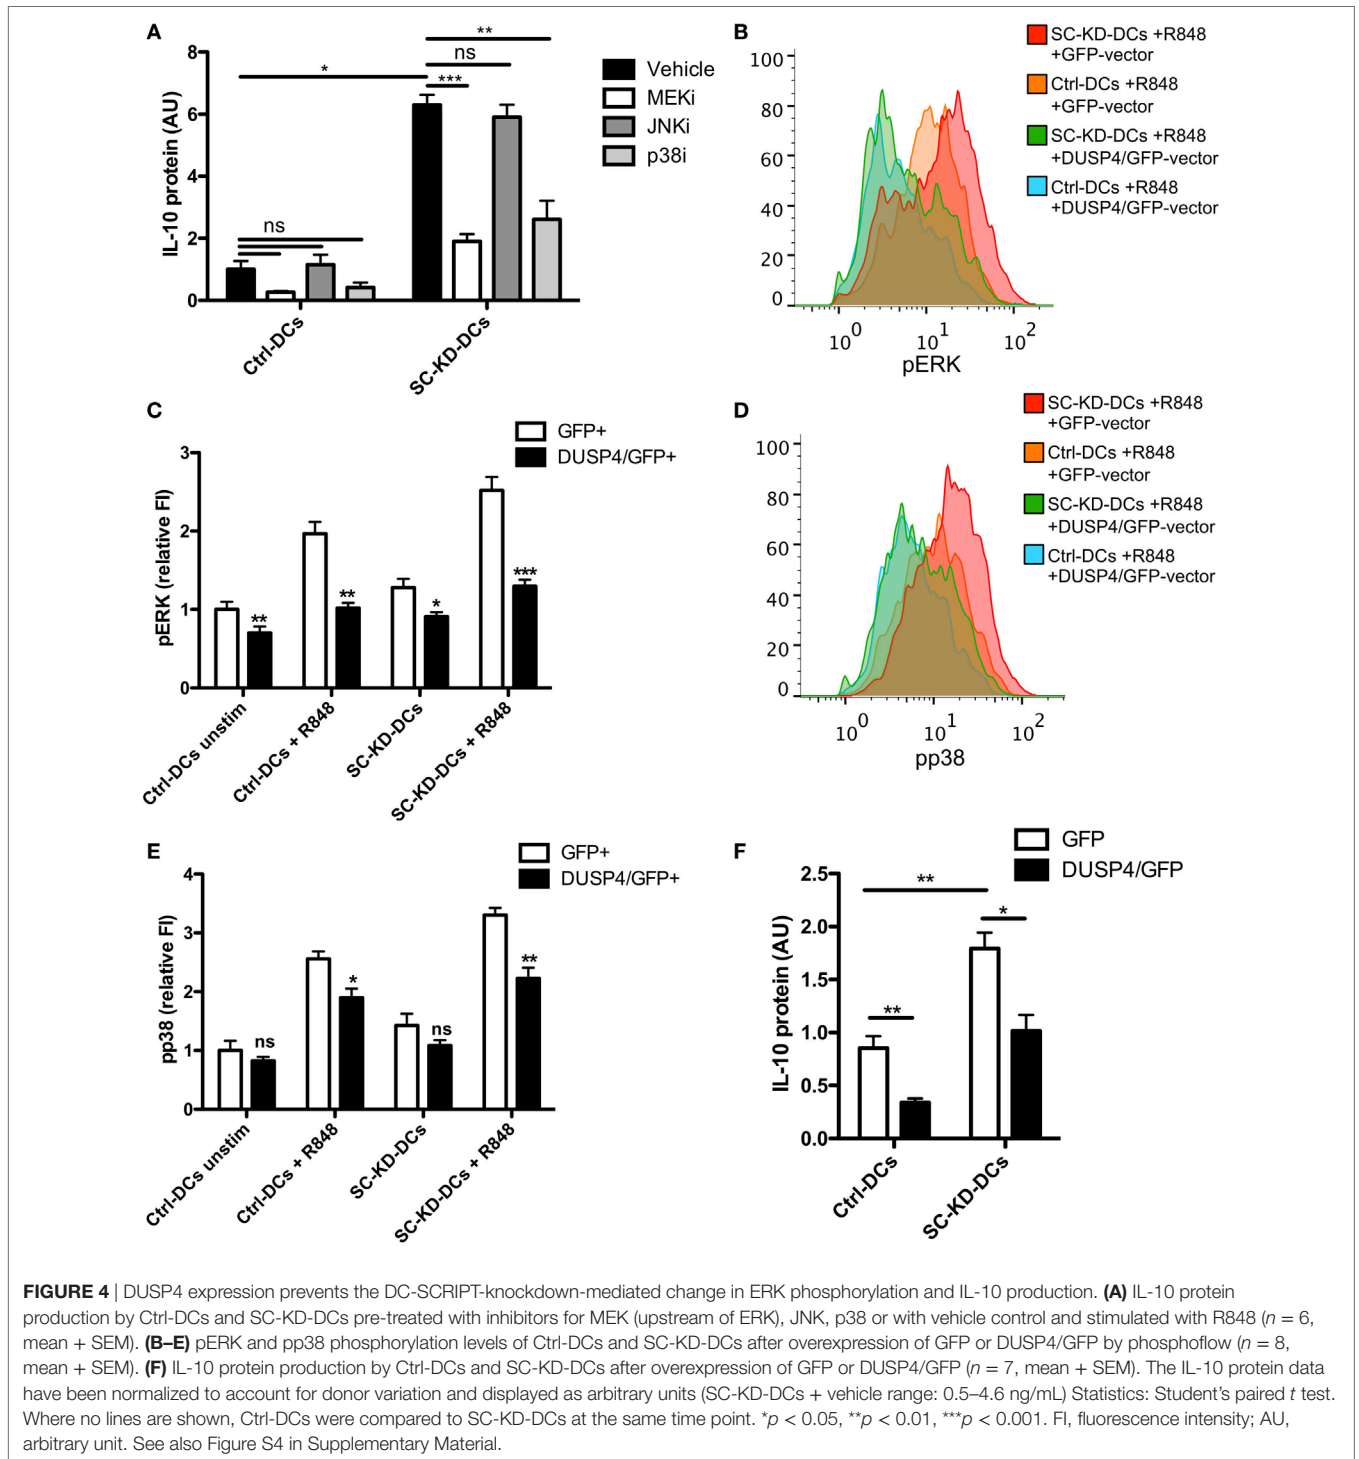 A
8
6
4
2
0
IL-10 protein (AU)
*
**
ns
***
ns
Vehicle
MEKi
JNKi
p38i
Ctrl-DCs
SC-KD-DCs
B
100
80
60
40
20
0
10^0
10^1
10^2
pERK
SC-KD-DCs +R848
+GFP-vector
Ctrl-DCs +R848
+GFP-vector
SC-KD-DCs +R848
+DUSP4/GFP-vector
Ctrl-DCs +R848
+DUSP4/GFP-vector
C
GFP+
DUSP4/GFP+
3
2
1
0
pERK (relative FI)
**
**
*
***
Ctrl-DCs unstim
Ctrl-DCs + R848
SC-KD-DCs
SC-KD-DCs + R848
D
SC-KD-DCs +R848
+GFP-vector
Ctrl-DCs +R848
+GFP-vector
SC-KD-DCs +R848
+DUSP4/GFP-vector
Ctrl-DCs +R848
+DUSP4/GFP-vector
100
80
60
40
20
0
10^0
10^1
10^2
pp38
E
GFP+
DUSP4/GFP+
4
3
2
1
0
pp38 (relative FI)
ns
*
ns
**
Ctrl-DCs unstim
Ctrl-DCs + R848
SC-KD-DCs
SC-KD-DCs + R848
F
GFP
DUSP4/GFP
2.5
2.0
1.5
1.0
0.5
0.0
IL-10 protein (AU)
**
*
**
Ctrl-DCs
SC-KD-DCs
FIGURE 4 | DUSP4 expression prevents the DC-SCRIPT-knockdown-mediated change in ERK phosphorylation and IL-10 production. (A) IL-10 protein
production by Ctrl-DCs and SC-KD-DCs pre-treated with inhibitors for MEK (upstream of ERK), JNK, p38 or with vehicle control and stimulated with R848 (n = 6,
mean + SEM). (B–E) pERK and pp38 phosphorylation levels of Ctrl-DCs and SC-KD-DCs after overexpression of GFP or DUSP4/GFP by phosphoflow (n = 8,
mean + SEM). (F) IL-10 protein production by Ctrl-DCs and SC-KD-DCs after overexpression of GFP or DUSP4/GFP (n = 7, mean + SEM). The IL-10 protein data
have been normalized to account for donor variation and displayed as arbitrary units (SC-KD-DCs + vehicle range: 0.5–4.6 ng/mL) Statistics: Student's paired t test.
Where no lines are shown, Ctrl-DCs were compared to SC-KD-DCs at the same time point. *p < 0.05, **p < 0.01, ***p < 0.001. FI, fluorescence intensity; AU,
arbitrary unit. See also Figure S4 in Supplementary Material.